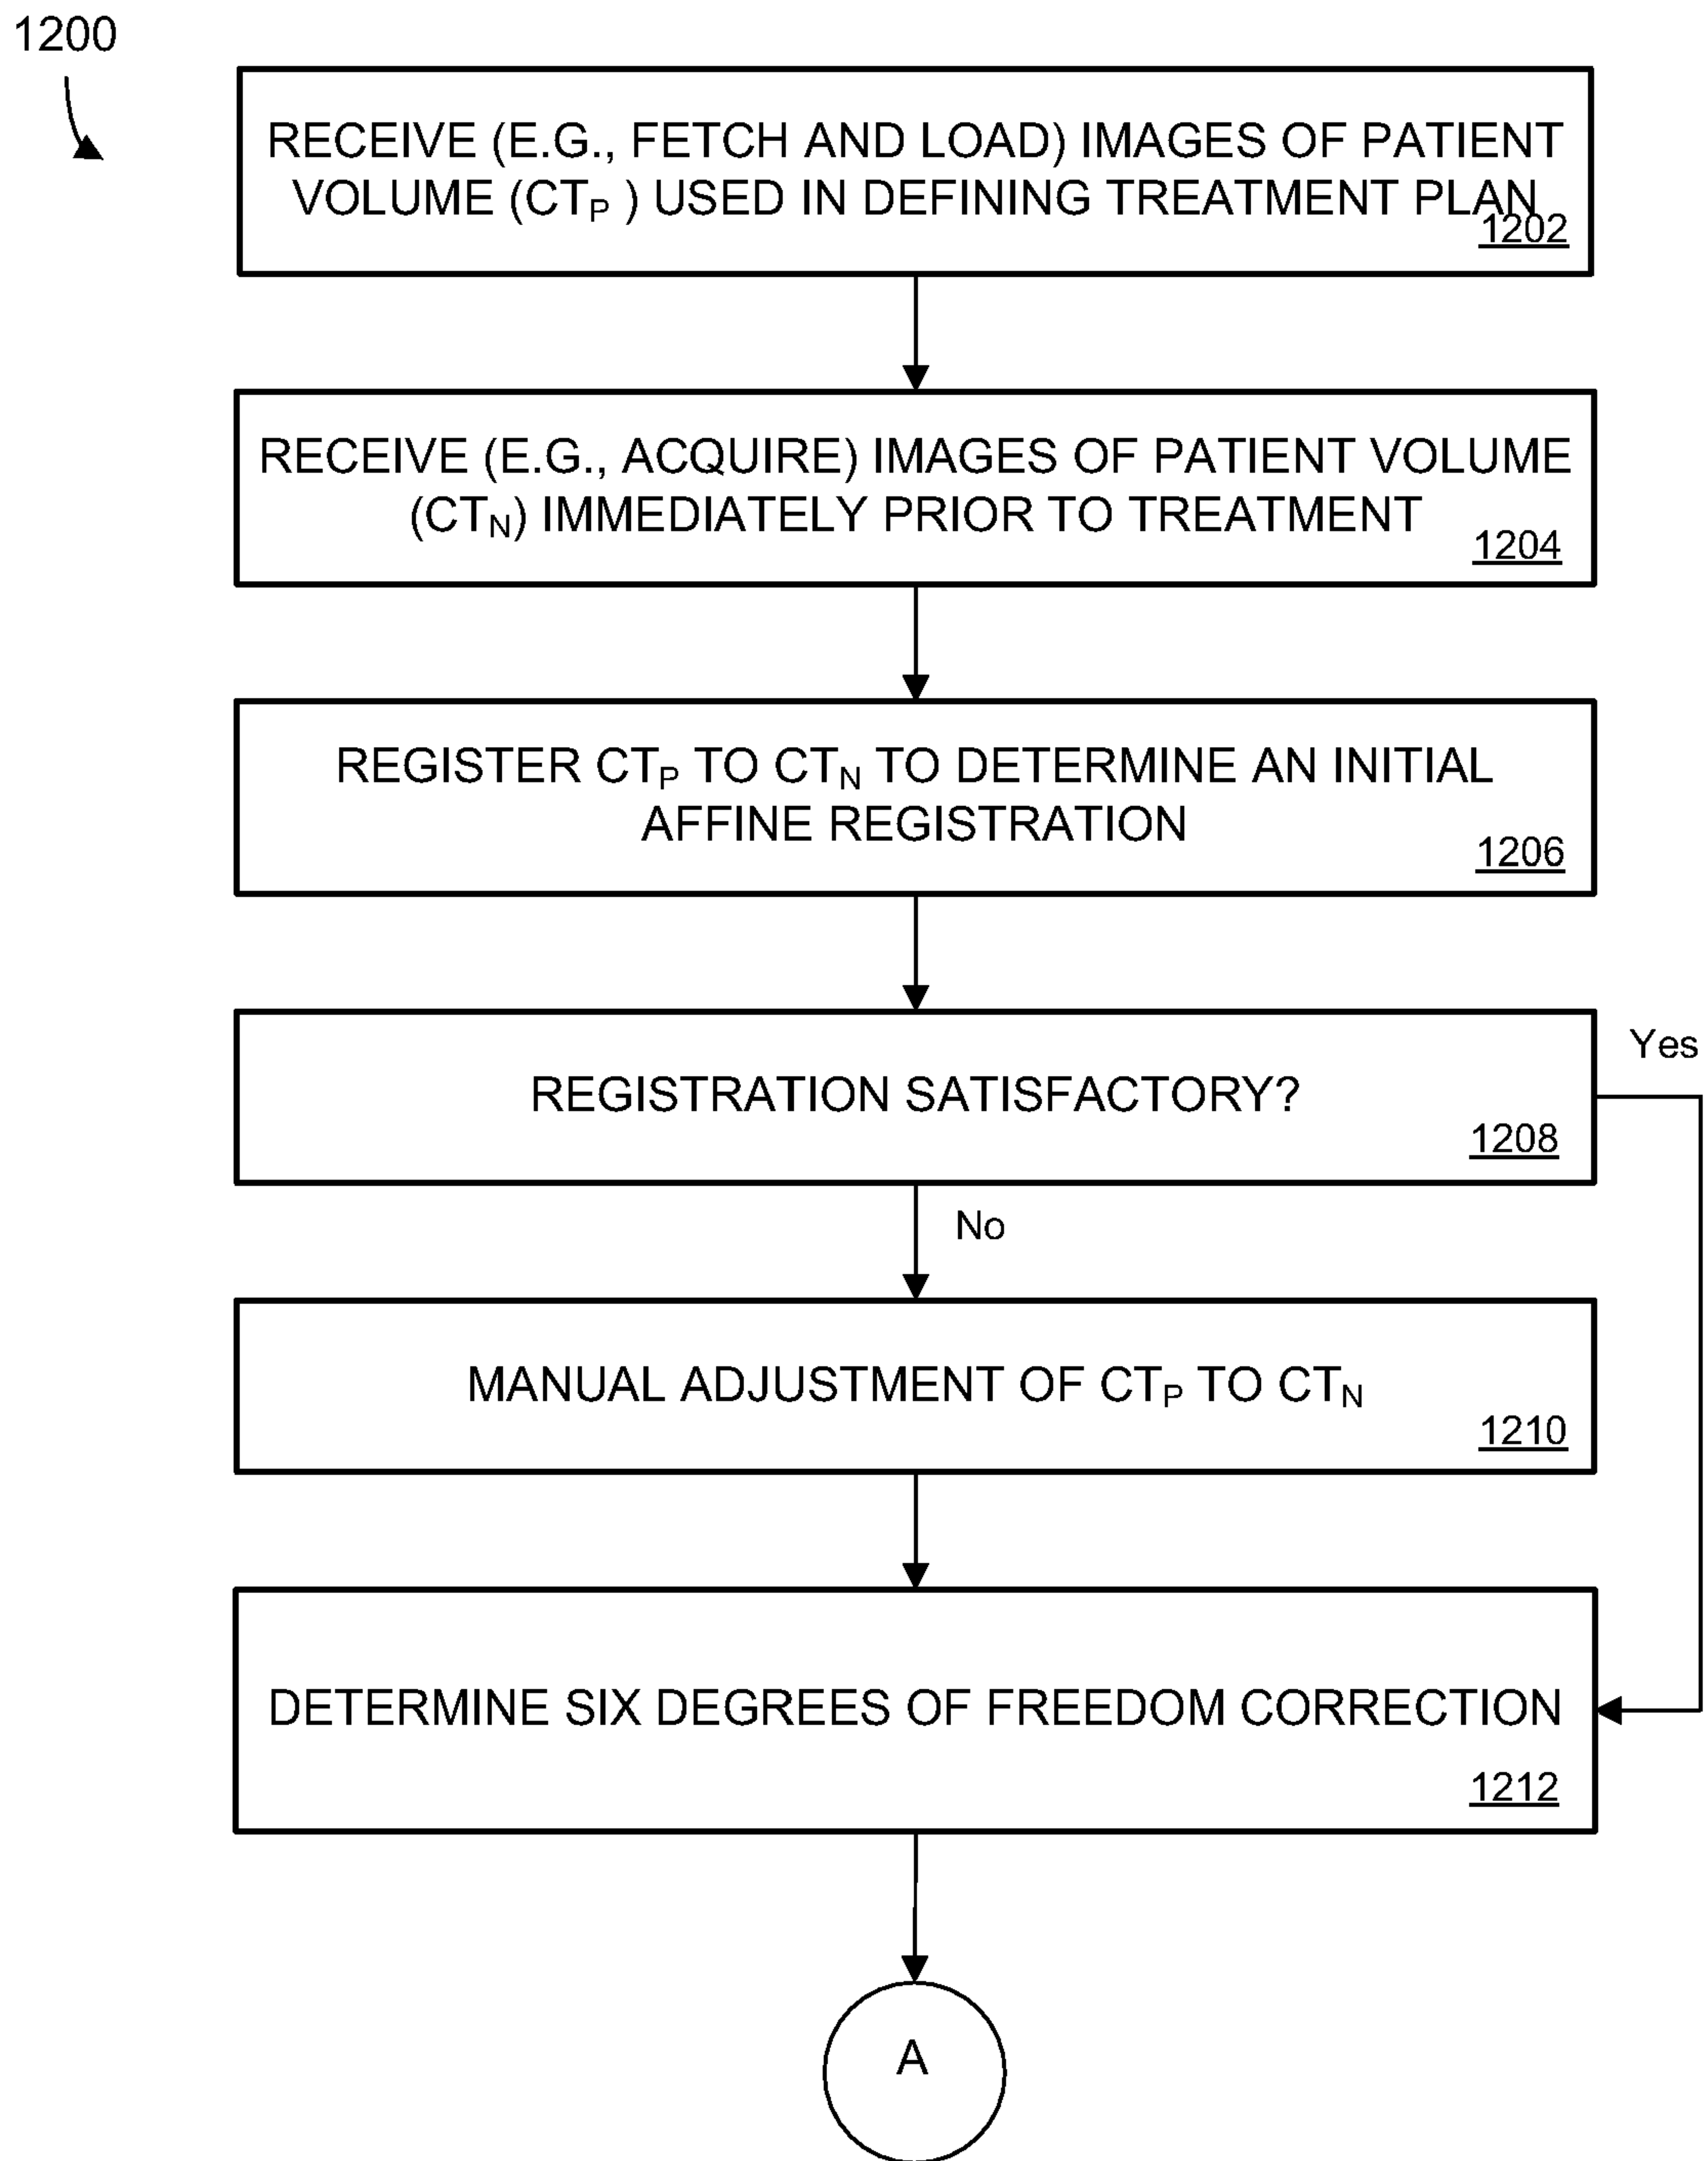 1200
RECEIVE (E.G., FETCH AND LOAD) IMAGES OF PATIENT
VOLUME (CTP ) USED IN DEFINING TREATMENT PLAN
1202
RECEIVE (E.G., ACQUIRE) IMAGES OF PATIENT VOLUME
(CTN) IMMEDIATELY PRIOR TO TREATMENT
1204
REGISTER CTP TO CTN TO DETERMINE AN INITIAL
AFFINE REGISTRATION
1206
REGISTRATION SATISFACTORY?
1208
Yes
No
MANUAL ADJUSTMENT OF CTP TO CTN
1210
DETERMINE SIX DEGREES OF FREEDOM CORRECTION
1212
A